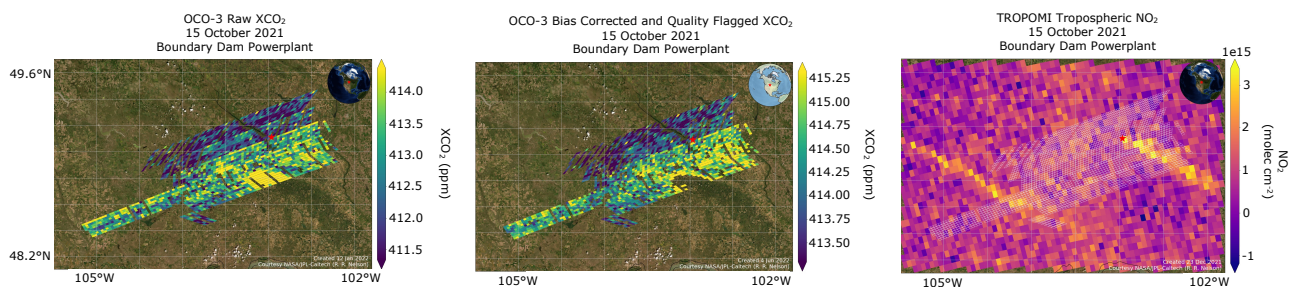 OCO-3 Raw XCO₂
15 October 2021
Boundary Dam Powerplant
49.6°N
48.2°W
105°W
102°W
414.0
413.5
413.0
412.5
412.0
411.5
XCO₂ (ppm)
Created 12 Jan 2022
Courtesy NASA/JPL-Caltech (R. R. Nelson)
OCO-3 Bias Corrected and Quality Flagged XCO₂
15 October 2021
Boundary Dam Powerplant
105°W
102°W
415.25
415.00
414.75
414.50
414.25
414.00
413.75
413.50
XCO₂ (ppm)
Courtesy NASA/JPL-Caltech (R. R. Nelson)
TROPOMI Tropospheric NO₂
15 October 2021
Boundary Dam Powerplant
105°W
102°W
1e15
3
2
1
0
-1
NO₂
(molec cm⁻²)
Created 23 Dec 2021
Courtesy NASA/JPL-Caltech (R. R. Nelson)